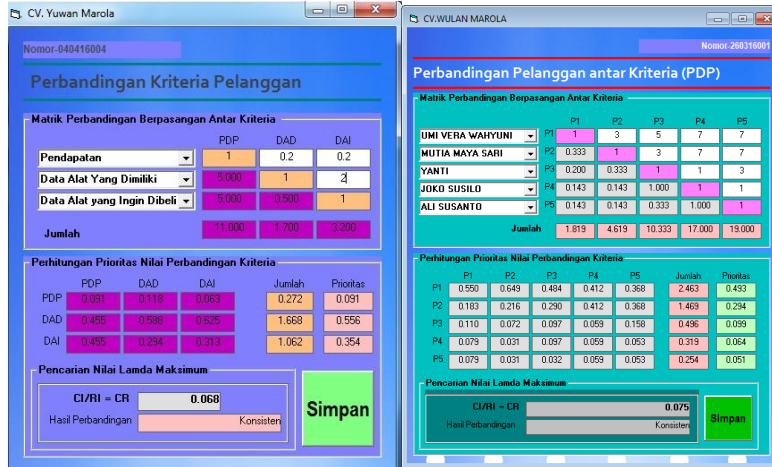 CV. Yuwan Marola
Nomor-040416004
Perbandingan Kriteria Pelanggan
Matrik Perbandingan Berpasangan Antar Kriteria
PDP DAD DAI
Pendapatan 1 0.2 0.2
Data Alat Yang Dimiliki 5.000 1 2
Data Alat yang Ingin Dibeli 5.000 0.500 1
Jumlah 11.000 1.700 3.200
Perhitungan Prioritas Nilai Perbandingan Kriteria
PDP DAD DAI Jumlah Prioritas
PDP 0.091 0.118 0.063 0.272 0.091
DAD 0.455 0.588 0.625 1.668 0.556
DAI 0.455 0.294 0.313 1.062 0.354
Pencarian Nilai Lamda Maksimum
CI/RI = CR 0.068
Hasil Perbandingan Konsisten
Simpan
CV.WULAN MAROLA
Nomor-260316001
Perbandingan Pelanggan antar Kriteria (PDP)
Matrik Perbandingan Berpasangan Antar Kriteria
P1 P2 P3 P4 P5
UMI VERA WAHYUNI P1 1 3 5 7 7
MUTIA MAYA SARI P2 0.333 1 3 7 7
YANTI P3 0.200 0.333 1 1 3
JOKO SUSILO P4 0.143 0.143 1.000 1 1
ALI SUSANTO P5 0.143 0.143 0.333 1.000 1
Jumlah 1.819 4.619 10.333 17.000 19.000
Perhitungan Prioritas Nilai Perbandingan Kriteria
P1 P2 P3 P4 P5 Jumlah Prioritas
P1 0.550 0.649 0.484 0.412 0.368 2.463 0.493
P2 0.183 0.216 0.290 0.412 0.368 1.469 0.294
P3 0.110 0.072 0.097 0.059 0.158 0.496 0.099
P4 0.079 0.031 0.097 0.059 0.053 0.319 0.064
P5 0.079 0.031 0.032 0.059 0.053 0.254 0.051
Pencarian Nilai Lamda Maksimum
CI/RI = CR 0.075
Hasil Perbandingan Konsisten
Simpan